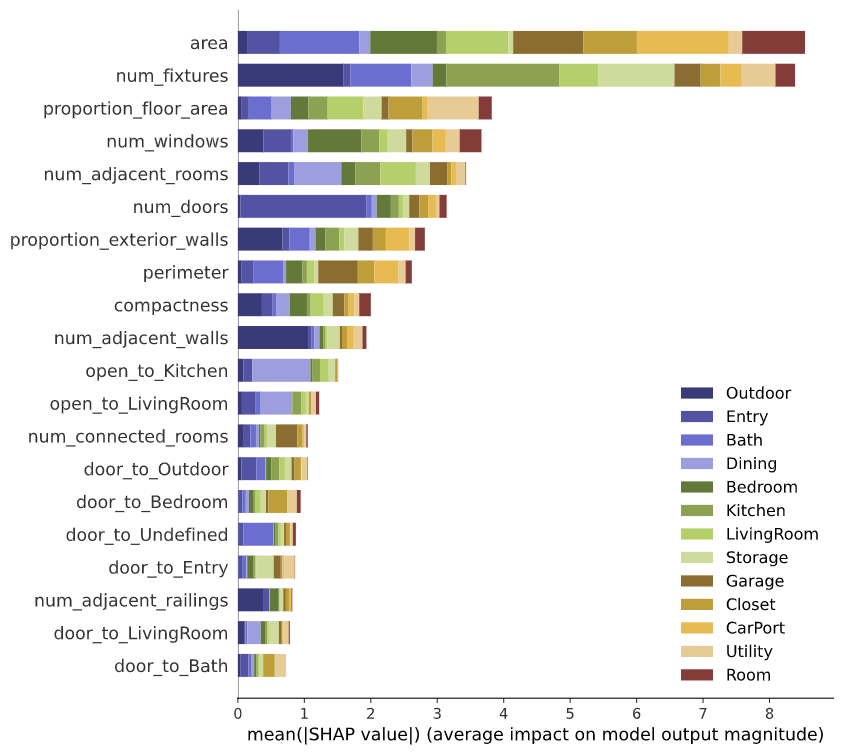 area
num_fixtures
proportion_floor_area
num_windows
num_adjacent_rooms
num_doors
proportion_exterior_walls
perimeter
compactness
num_adjacent_walls
open_to_Kitchen
open_to_LivingRoom
num_connected_rooms
door_to_Outdoor
door_to_Bedroom
door_to_Undefined
door_to_Entry
num_adjacent_railings
door_to_LivingRoom
door_to_Bath
Outdoor
Entry
Bath
Dining
Bedroom
Kitchen
LivingRoom
Storage
Garage
Closet
CarPort
Utility
Room
0 1 2 3 4 5 6 7 8
mean(|SHAP value|) (average impact on model output magnitude)